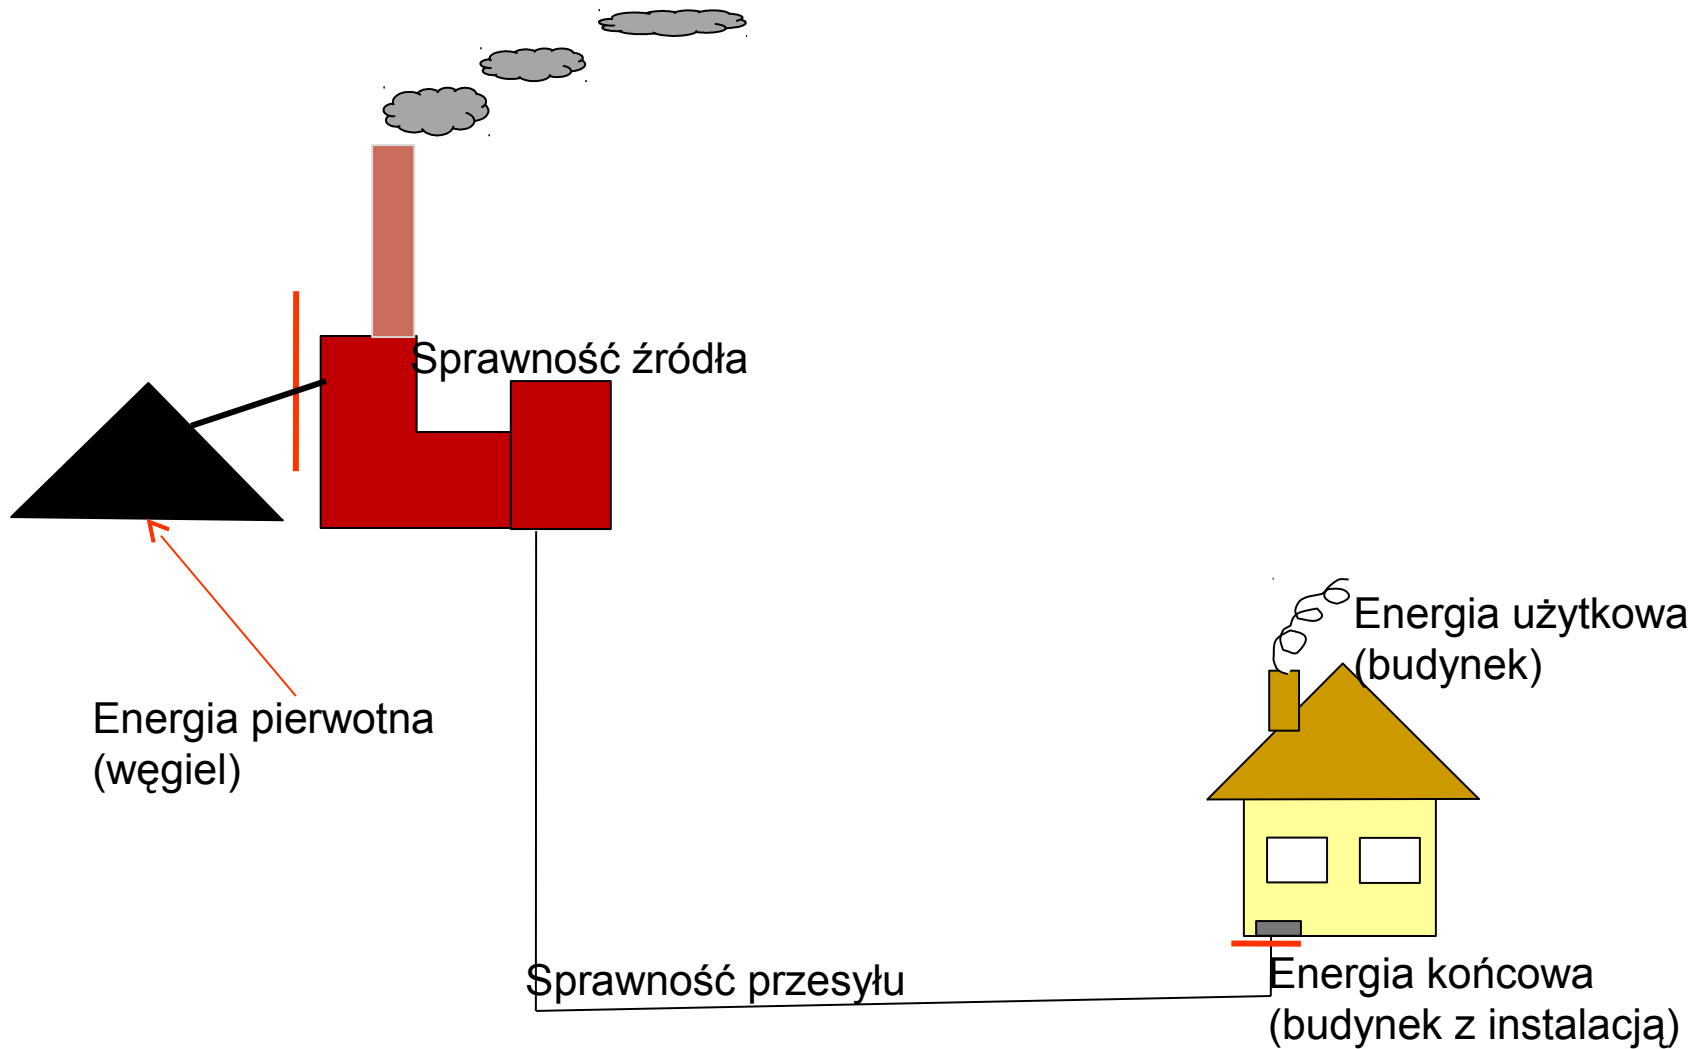 Sprawność źródła
Energia użytkowa
(budynek)
Energia pierwotna
(węgiel)
Sprawność przesyłu
Energia końcowa
(budynek z instalacją)